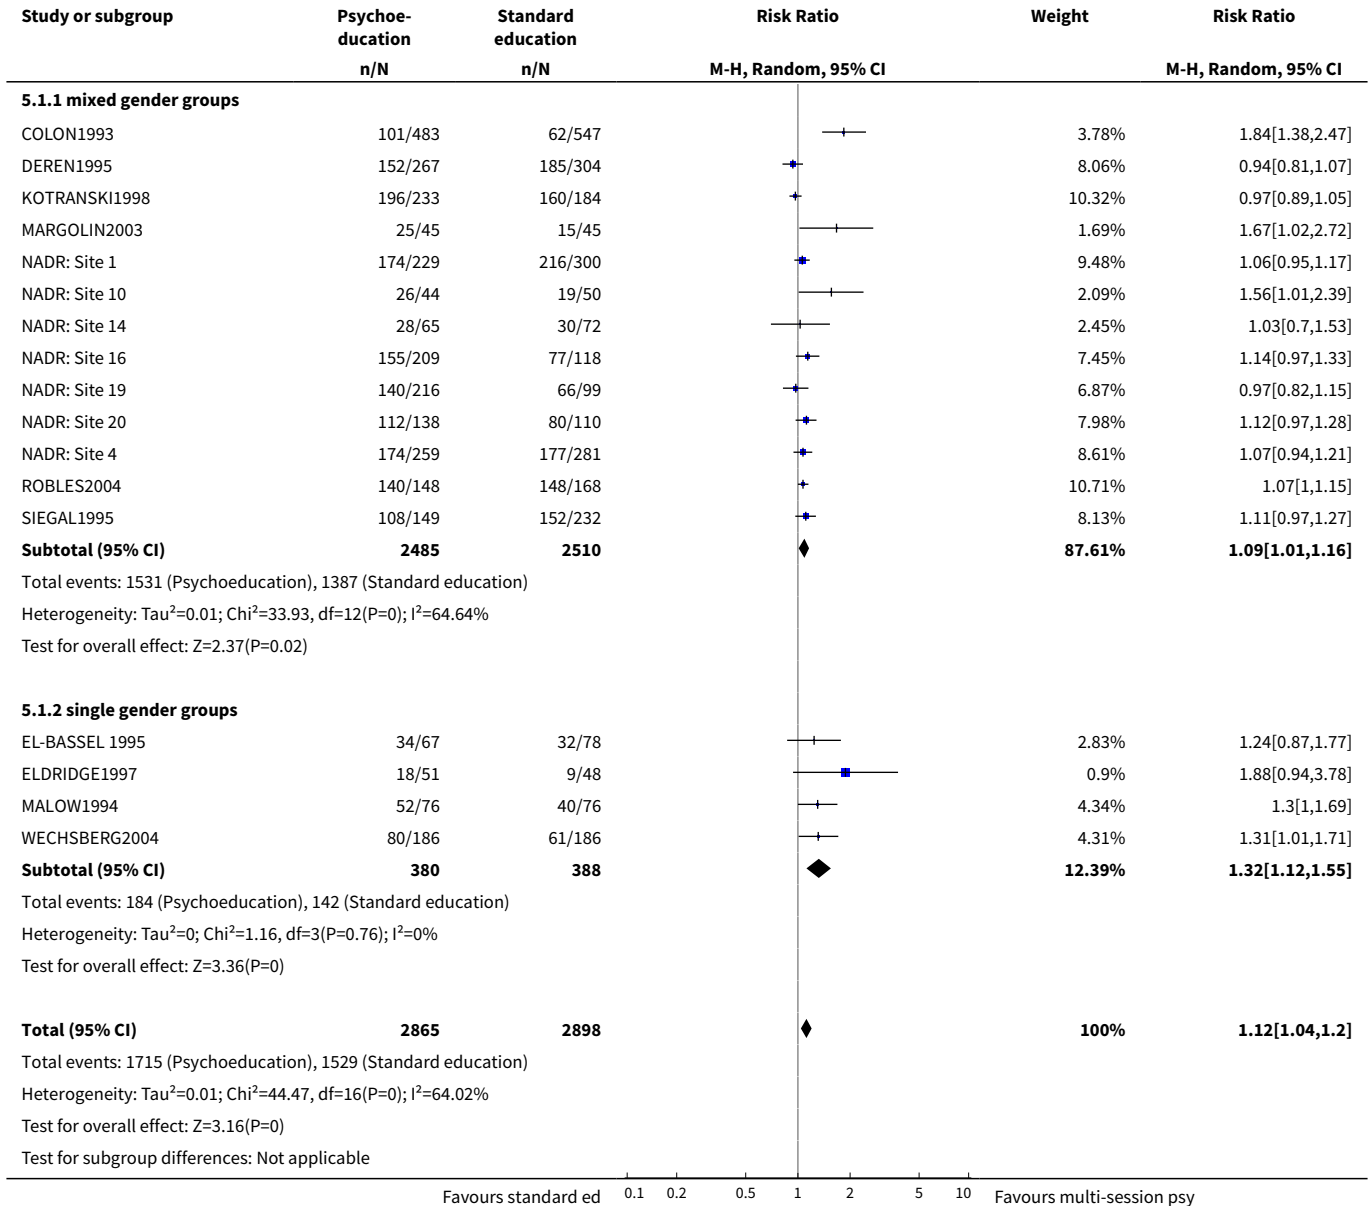 Study or subgroup Psychoe- Standard Risk Ratio Weight Risk Ratio
ducation education
n/N n/N M-H, Random, 95% CI M-H, Random, 95% CI
5.1.1 mixed gender groups
COLON1993 101/483 62/547 3.78% 1.84[1.38,2.47]
DEREN1995 152/267 185/304 8.06% 0.94[0.81,1.07]
KOTRANSKI1998 196/233 160/184 10.32% 0.97[0.89,1.05]
MARGOLIN2003 25/45 15/45 1.69% 1.67[1.02,2.72]
NADR: Site 1 174/229 216/300 9.48% 1.06[0.95,1.17]
NADR: Site 10 26/44 19/50 2.09% 1.56[1.01,2.39]
NADR: Site 14 28/65 30/72 2.45% 1.03[0.7,1.53]
NADR: Site 16 155/209 77/118 7.45% 1.14[0.97,1.33]
NADR: Site 19 140/216 66/99 6.87% 0.97[0.82,1.15]
NADR: Site 20 112/138 80/110 7.98% 1.12[0.97,1.28]
NADR: Site 4 174/259 177/281 8.61% 1.07[0.94,1.21]
ROBLES2004 140/148 148/168 10.71% 1.07[1,1.15]
SIEGAL1995 108/149 152/232 8.13% 1.11[0.97,1.27]
Subtotal (95% CI) 2485 2510 87.61% 1.09[1.01,1.16]
Total events: 1531 (Psychoeducation), 1387 (Standard education)
Heterogeneity: Tau²=0.01; Chi²=33.93, df=12(P=0); I²=64.64%
Test for overall effect: Z=2.37(P=0.02)
5.1.2 single gender groups
EL-BASSEL 1995 34/67 32/78 2.83% 1.24[0.87,1.77]
ELDRIDGE1997 18/51 9/48 0.9% 1.88[0.94,3.78]
MALOW1994 52/76 40/76 4.34% 1.3[1,1.69]
WECHSBERG2004 80/186 61/186 4.31% 1.31[1.01,1.71]
Subtotal (95% CI) 380 388 12.39% 1.32[1.12,1.55]
Total events: 184 (Psychoeducation), 142 (Standard education)
Heterogeneity: Tau²=0; Chi²=1.16, df=3(P=0.76); I²=0%
Test for overall effect: Z=3.36(P=0)
Total (95% CI) 2865 2898 100% 1.12[1.04,1.2]
Total events: 1715 (Psychoeducation), 1529 (Standard education)
Heterogeneity: Tau²=0.01; Chi²=44.47, df=16(P=0); I²=64.02%
Test for overall effect: Z=3.16(P=0)
Test for subgroup differences: Not applicable
Favours standard ed 0.1 0.2 0.5 1 2 5 10 Favours multi-session psy